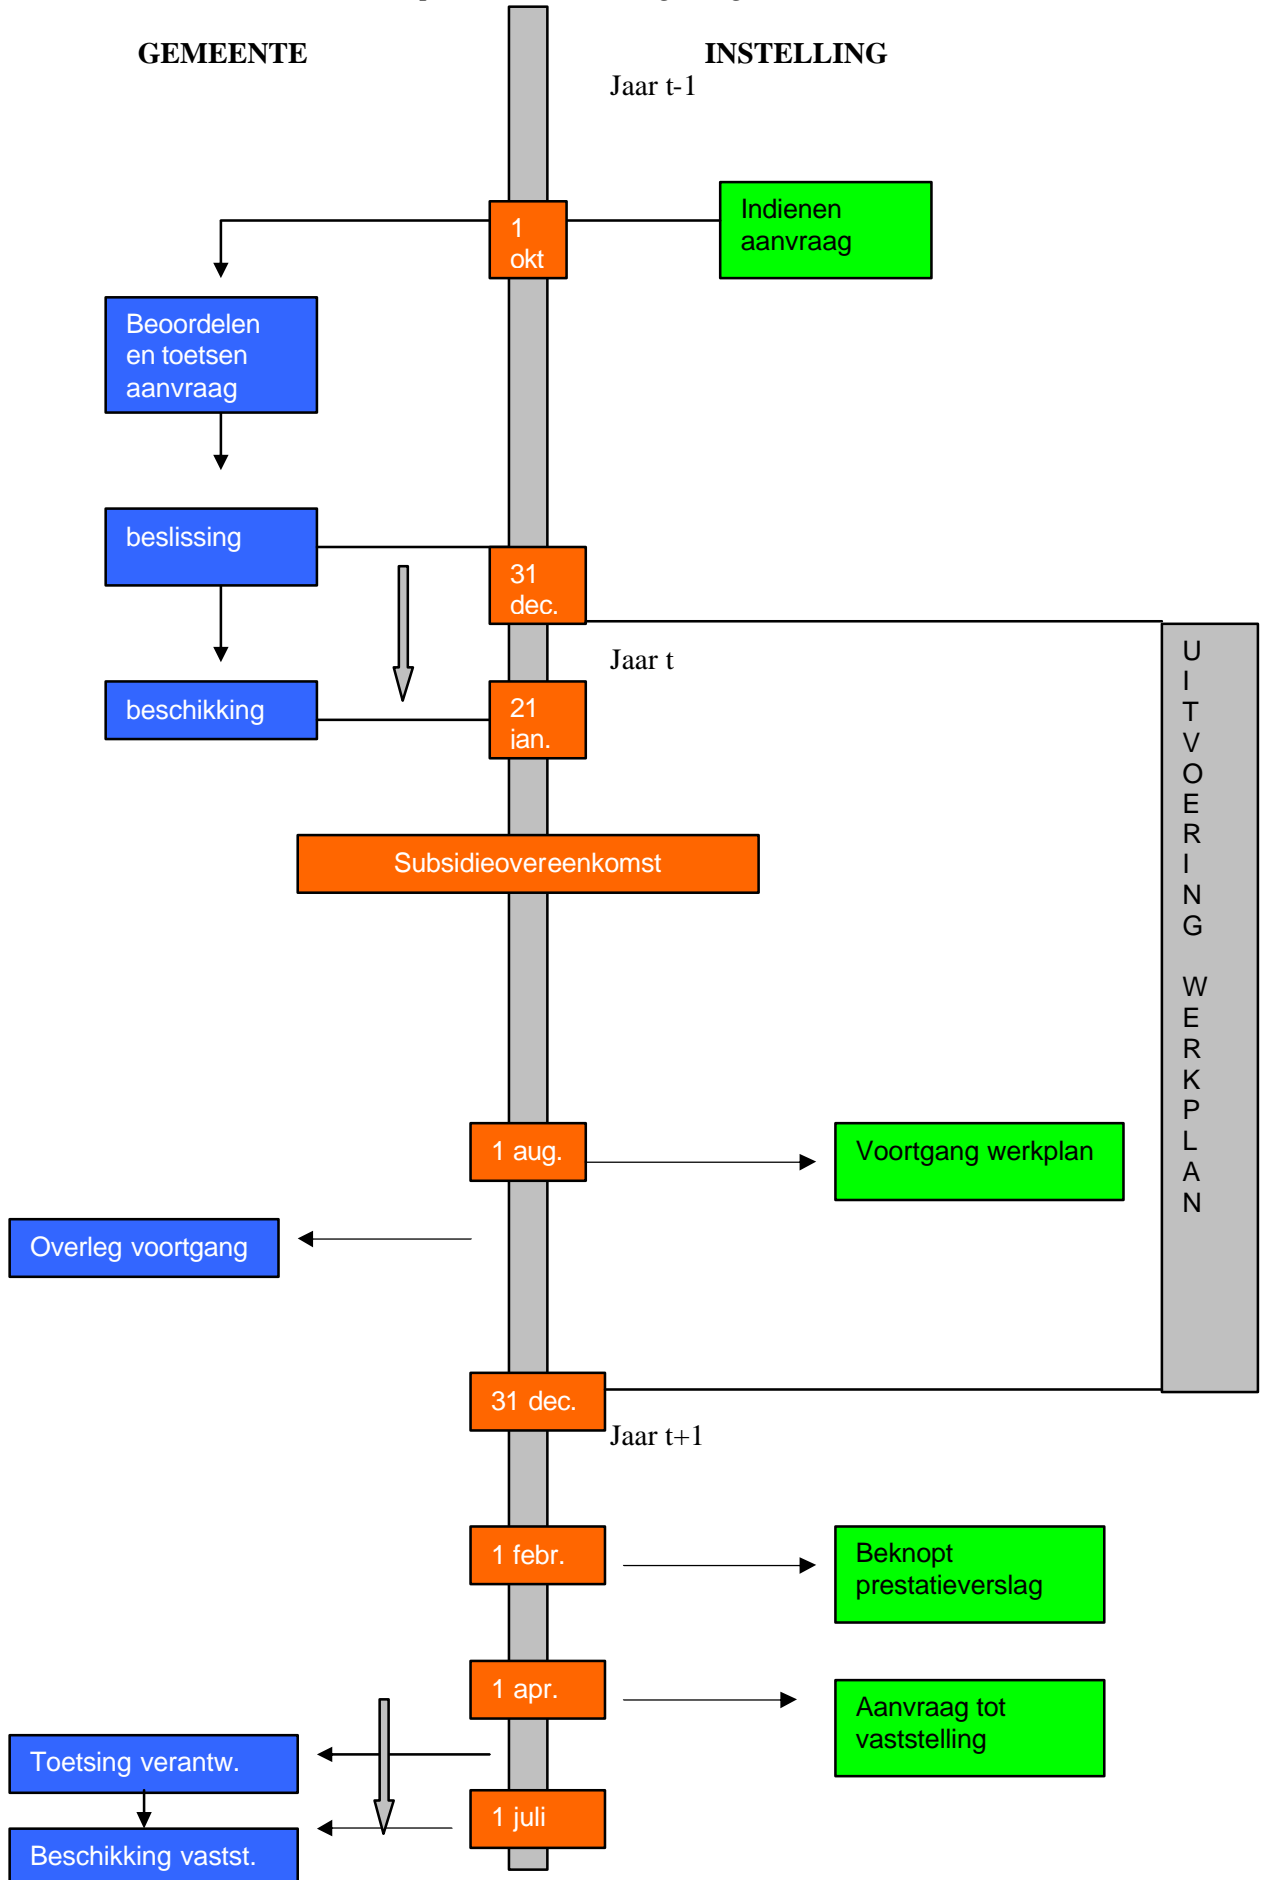 GEMEENTE
INSTELLING
Jaar t-1
Indienen
aanvraag
1
okt
Beoordelen
en toetsen
aanvraag
beslissing
31
dec.
Jaar t
beschikking
21
jan.
U
I
T
V
O
E
R
I
N
G
W
E
R
K
P
L
A
N
Subsidieovereenkomst
1 aug.
Voortgang werkplan
Overleg voortgang
31 dec.
Jaar t+1
1 febr.
Beknopt
prestatieverslag
1 apr.
Aanvraag tot
vaststelling
Toetsing verantw.
1 juli
Beschikking vastst.